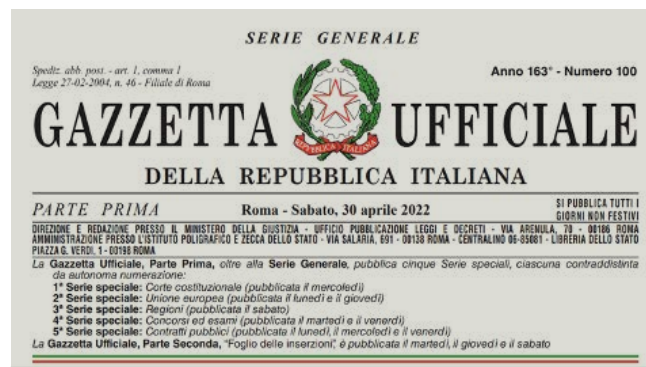 SERIE GENERALE
Spediz. abb. post. - art. 1, comma 1
Legge 27-02-2004, n. 46 - Filiale di Roma
Anno 163° - Numero 100
GAZZETTA UFFICIALE
REPUBBLICA ITALIANA
DELLA REPUBBLICA ITALIANA
PARTE PRIMA
Roma - Sabato, 30 aprile 2022
SI PUBBLICA TUTTI I
GIORNI NON FESTIVI
DIREZIONE E REDAZIONE PRESSO IL MINISTERO DELLA GIUSTIZIA - UFFICIO PUBBLICAZIONE LEGGI E DECRETI - VIA ARENULA, 70 - 00186 ROMA
AMMINISTRAZIONE PRESSO L'ISTITUTO POLIGRAFICO E ZECCA DELLO STATO - VIA SALARIA, 691 - 00138 ROMA - CENTRALINO 06-85081 - LIBRERIA DELLO STATO
PIAZZA G. VERDI, 1 - 00198 ROMA
La Gazzetta Ufficiale, Parte Prima, oltre alla Serie Generale, pubblica cinque Serie speciali, ciascuna contraddistinta
da autonoma numerazione:
1ª Serie speciale: Corte costituzionale (pubblicata il mercoledì)
2ª Serie speciale: Unione europea (pubblicata il lunedì e il giovedì)
3ª Serie speciale: Regioni (pubblicata il sabato)
4ª Serie speciale: Concorsi ed esami (pubblicata il martedì e il venerdì)
5ª Serie speciale: Contratti pubblici (pubblicata il lunedì, il mercoledì e il venerdì)
La Gazzetta Ufficiale, Parte Seconda, "Foglio delle inserzioni", è pubblicata il martedì, il giovedì e il sabato